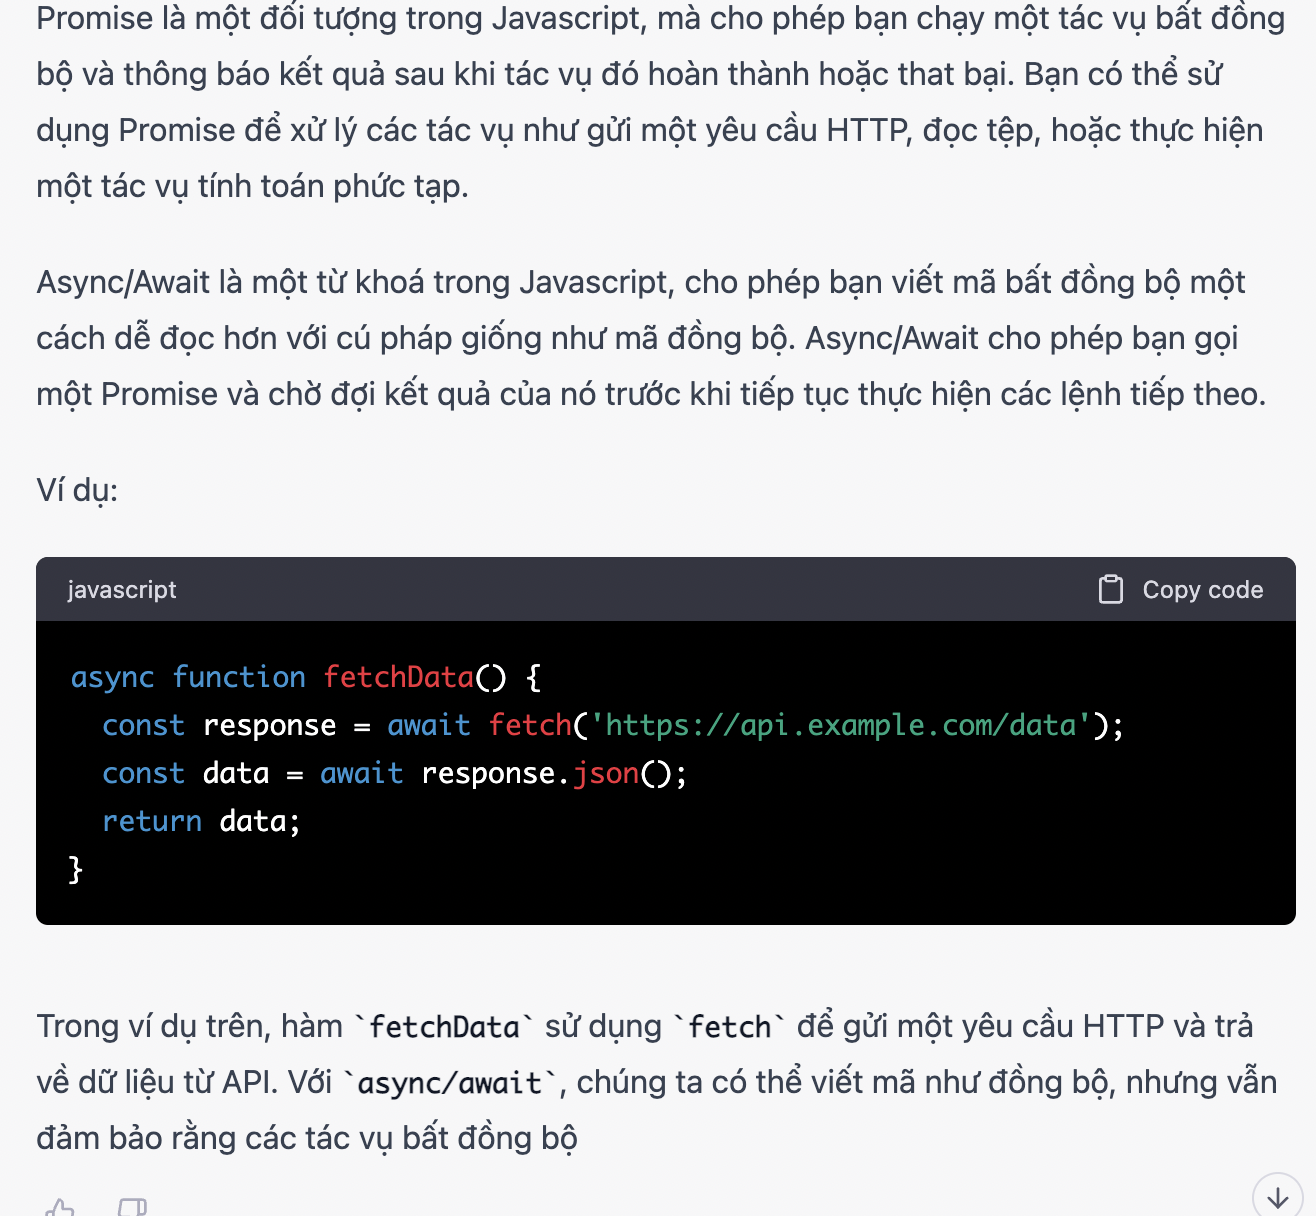 Promise là một đối tượng trong Javascript, mà cho phép bạn chạy một tác vụ bất đồng
bộ và thông báo kết quả sau khi tác vụ đó hoàn thành hoặc that bại. Bạn có thể sử
dụng Promise để xử lý các tác vụ như gửi một yêu cầu HTTP, đọc tệp, hoặc thực hiện
một tác vụ tính toán phức tạp.
Async/Await là một từ khoá trong Javascript, cho phép bạn viết mã bất đồng bộ một
cách dễ đọc hơn với cú pháp giống như mã đồng bộ. Async/Await cho phép bạn gọi
một Promise và chờ đợi kết quả của nó trước khi tiếp tục thực hiện các lệnh tiếp theo.
Ví dụ:
javascript
Copy code
async function fetchData() {
  const response = await fetch('https://api.example.com/data');
  const data = await response.json();
  return data;
}
Trong ví dụ trên, hàm `fetchData` sử dụng `fetch` để gửi một yêu cầu HTTP và trả
về dữ liệu từ API. Với `async/await`, chúng ta có thể viết mã như đồng bộ, nhưng vẫn
đảm bảo rằng các tác vụ bất đồng bộ